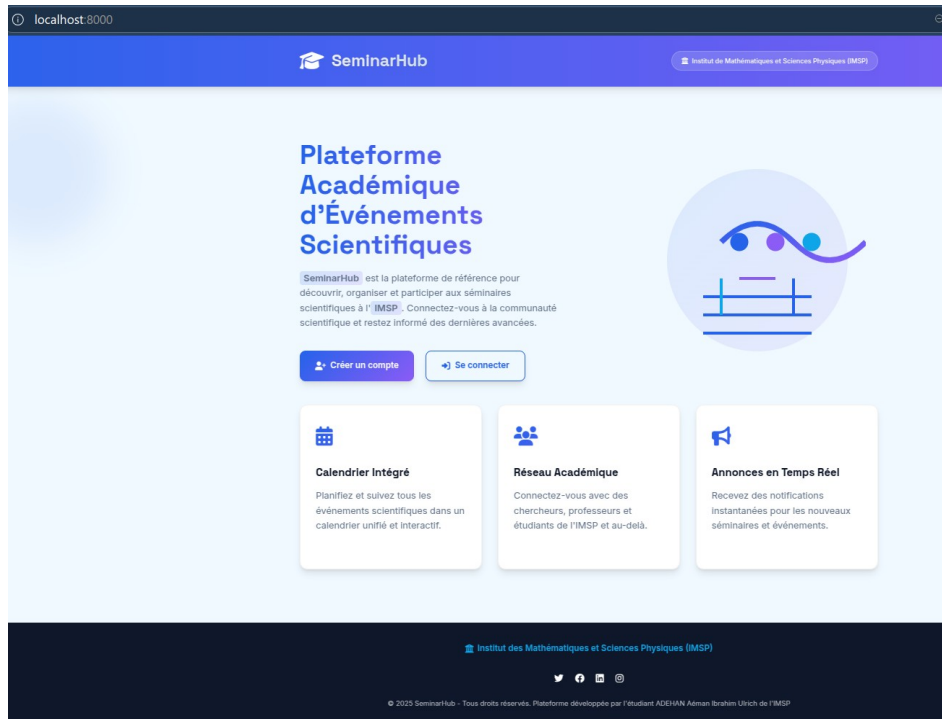 localhost:8000
SeminarHub
Institut de Mathématiques et Sciences Physiques (IMSP)
Plateforme
Académique
d'Événements
Scientifiques
SeminarHub est la plateforme de référence pour
découvrir, organiser et participer aux séminaires
scientifiques à l'IMSP. Connectez-vous à la communauté
scientifique et restez informé des dernières avancées.
Créer un compte
Se connecter
Calendrier Intégré
Planifiez et suivez tous les
événements scientifiques dans un
calendrier unifié et interactif.
Réseau Académique
Connectez-vous avec des
chercheurs, professeurs et
étudiants de l'IMSP et au-delà.
Annonces en Temps Réel
Recevez des notifications
instantanées pour les nouveaux
séminaires et événements.
Institut des Mathématiques et Sciences Physiques (IMSP)
© 2025 SeminarHub - Tous droits réservés. Plateforme développée par l'étudiant ADEHAN Aéman Ibrahim Ulrich de l'IMSP